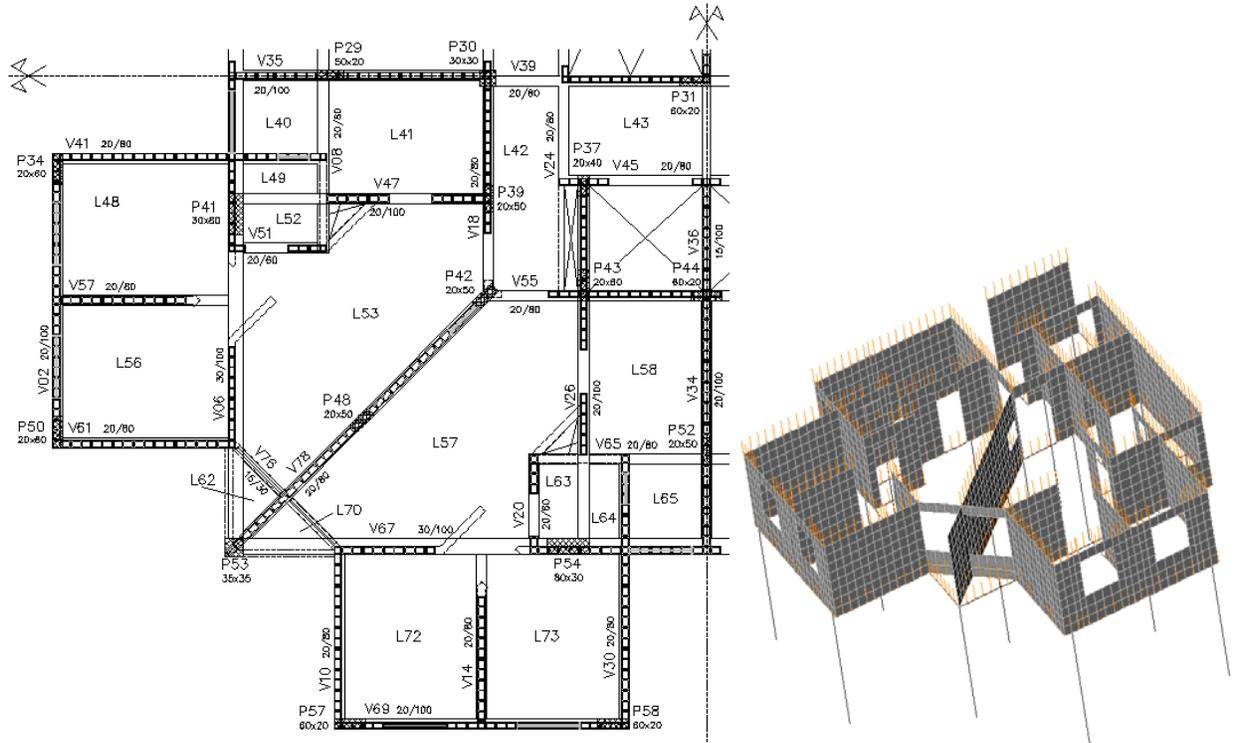 P29
50x20
P30
30x30
V35
V39
20/100
20/80
P31
60x20
L40
V08 20/80
L41
20/80
L42
V24 20/80
L43
V41 20/80
P34
20x60
P37
20x40
V45 20/80
L49
V47
20/100
P39
20x50
L48
P41
30x60
L52
V51
20/60
V18
V36
15/100
P42
20x50
V55
20/80
P43
20x60
P44
60x20
V57 20/80
L53
L56
V02 20/100
V06 30/100
L58
V26
20/100
V34
20/100
P48
20x50
P50
20x60
V61 20/80
L57
V65 20/80
P52
20x50
V76
15/30
V78
20/80
L62
L63
L64
L65
L70
V20
20/60
V67
30/100
P53
35x35
P54
80x30
L72
L73
V10 20/80
V14 20/80
V30 20/80
V69 20/100
P57
60x20
P58
60x20